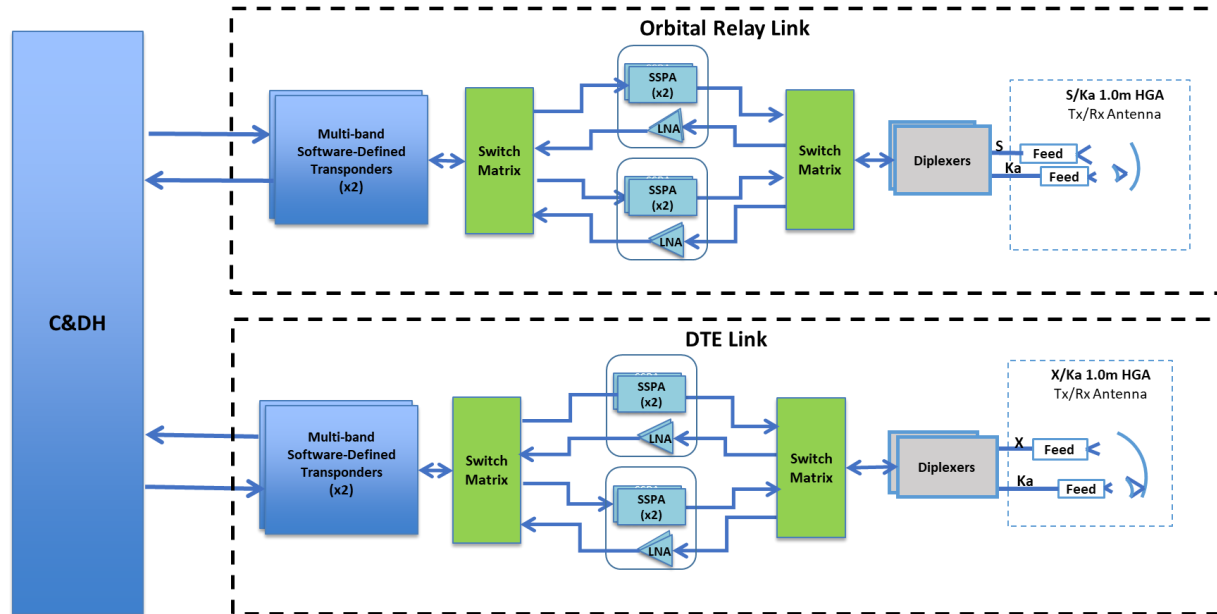 C&DH
Orbital Relay Link
Multi-band
Software-Defined
Transponders
(x2)
Switch
Matrix
SSPA
(x2)
LNA
SSPA
(x2)
LNA
Switch
Matrix
Diplexers
S
Ka
S/Ka 1.0m HGA
Tx/Rx Antenna
Feed
Feed
DTE Link
Multi-band
Software-Defined
Transponders
(x2)
Switch
Matrix
SSPA
(x2)
LNA
SSPA
(x2)
LNA
Switch
Matrix
Diplexers
X
Ka
X/Ka 1.0m HGA
Tx/Rx Antenna
Feed
Feed